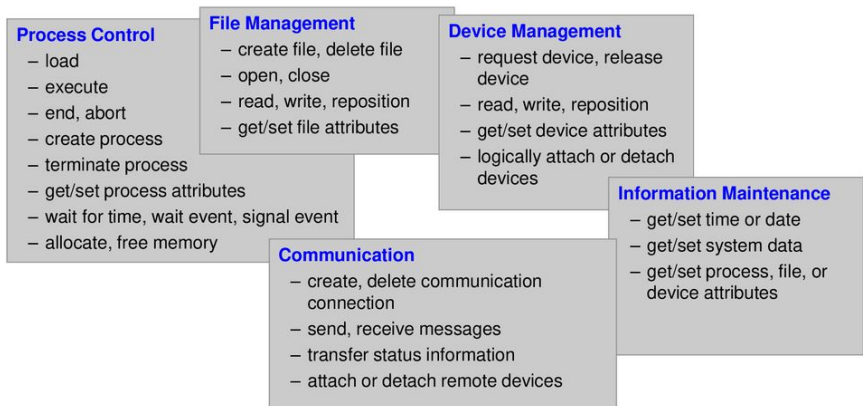 Process Control
– load
– execute
– end, abort
– create process
– terminate process
– get/set process attributes
– wait for time, wait event, signal event
– allocate, free memory
File Management
– create file, delete file
– open, close
– read, write, reposition
– get/set file attributes
Device Management
– request device, release
device
– read, write, reposition
– get/set device attributes
– logically attach or detach
devices
Information Maintenance
– get/set time or date
– get/set system data
– get/set process, file, or
device attributes
Communication
– create, delete communication
connection
– send, receive messages
– transfer status information
– attach or detach remote devices